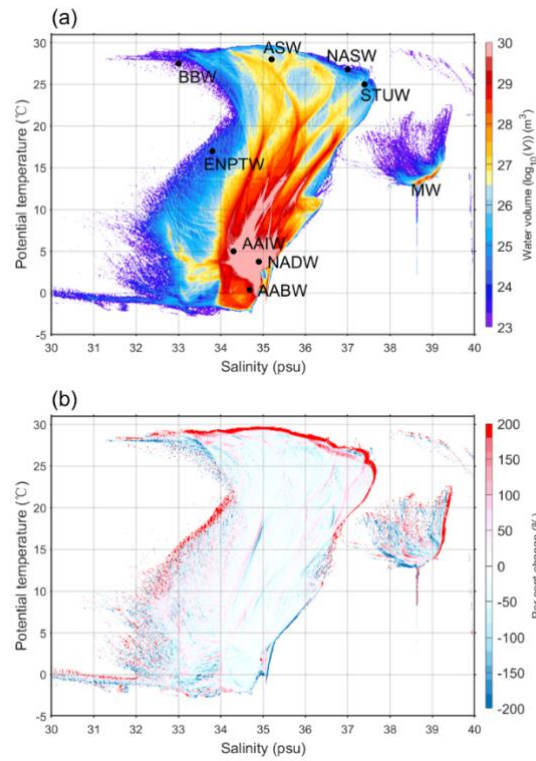 (a)
30
25
20
15
10
5
0
-5
Potential temperature (℃)
ASW
NASW
BBW
STUW
ENPTW
MW
AAIW
NADW
AABW
30 31 32 33 34 35 36 37 38 39 40
Salinity (psu)
30
29
28
27
26
25
24
23
Water volume (log10(V)) (m³)
(b)
30
25
20
15
10
5
0
-5
Potential temperature (℃)
30 31 32 33 34 35 36 37 38 39 40
Salinity (psu)
200
150
100
50
0
-50
-100
-150
-200
Per cent change (%)